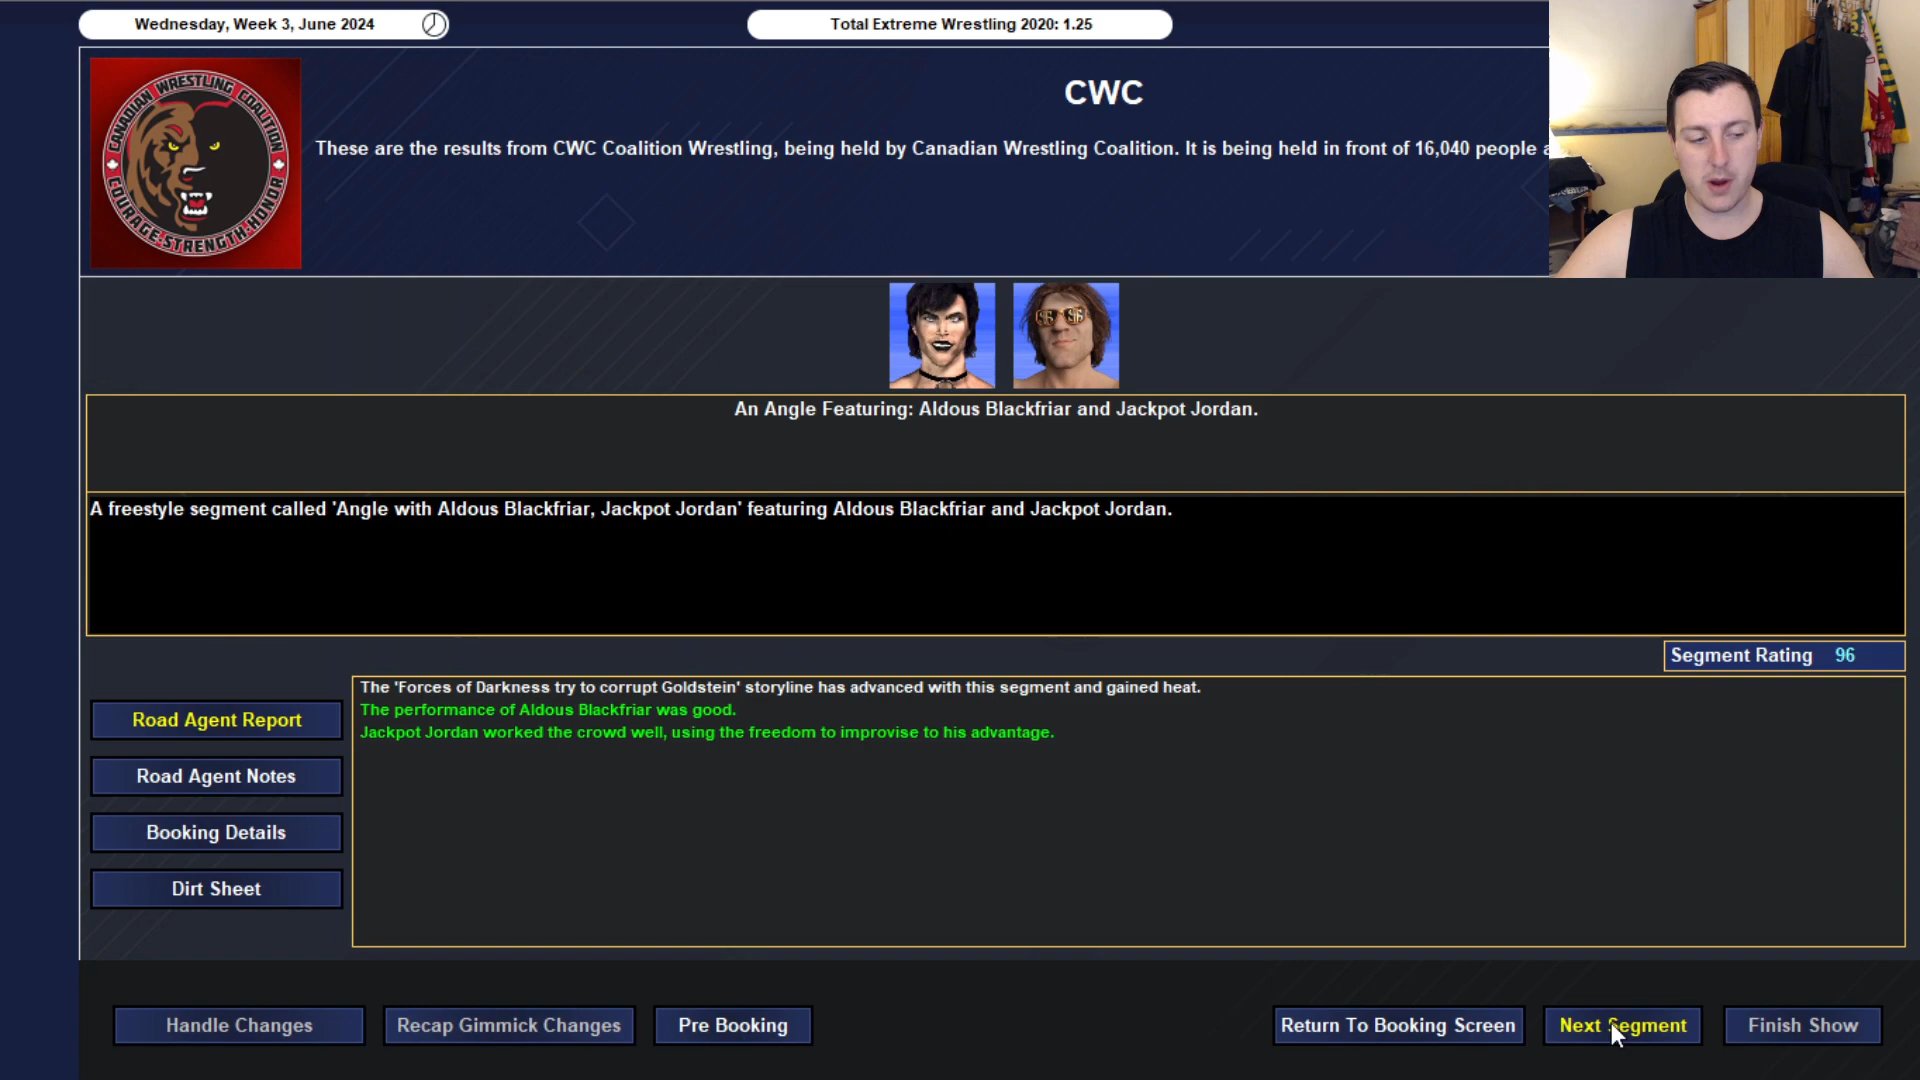 Wednesday, Week 3, June 2024
Total Extreme Wrestling 2020: 1.25
CANADIAN WRESTLING COALITION
COURAGE·STRENGTH·HONOR
CWC
These are the results from CWC Coalition Wrestling, being held by Canadian Wrestling Coalition. It is being held in front of 16,040 people a
An Angle Featuring: Aldous Blackfriar and Jackpot Jordan.
A freestyle segment called 'Angle with Aldous Blackfriar, Jackpot Jordan' featuring Aldous Blackfriar and Jackpot Jordan.
Segment Rating 96
The 'Forces of Darkness try to corrupt Goldstein' storyline has advanced with this segment and gained heat.
The performance of Aldous Blackfriar was good.
Jackpot Jordan worked the crowd well, using the freedom to improvise to his advantage.
Road Agent Report
Road Agent Notes
Booking Details
Dirt Sheet
Handle Changes
Recap Gimmick Changes
Pre Booking
Return To Booking Screen
Next Segment
Finish Show